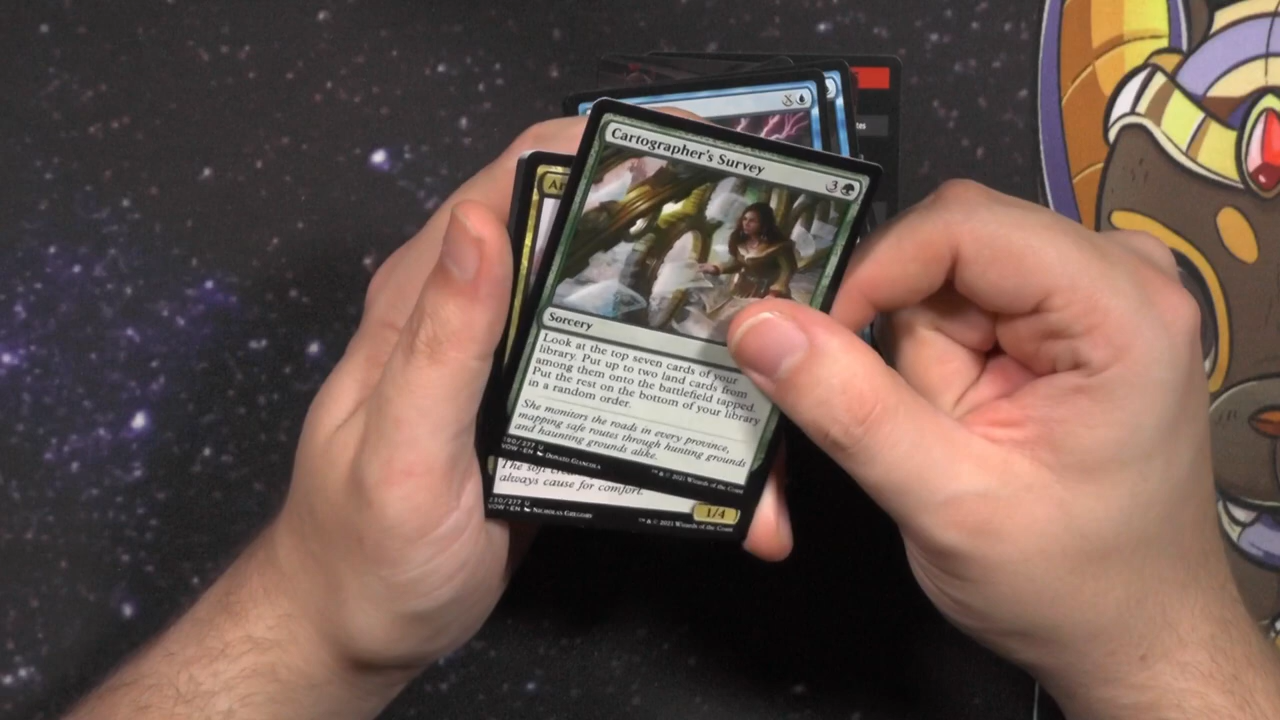 X
Cartographer's Survey
3
An
Sorcery
Look at the top seven cards of your
library. Put up to two land cards from
among them onto the battlefield tapped.
Put the rest on the bottom of your library
in a random order.
She monitors the roads in every province,
mapping safe routes through hunting grounds
and haunting grounds alike.
190/277 U
VOW • EN DONATO GIANCOLA
™ & © 2021 Wizards of the Coast
The soft
always cause for comfort.
1/4
230/277 U
VOW • EN NICHOLAS GREGORY
™ & © 2021 Wizards of the Coast